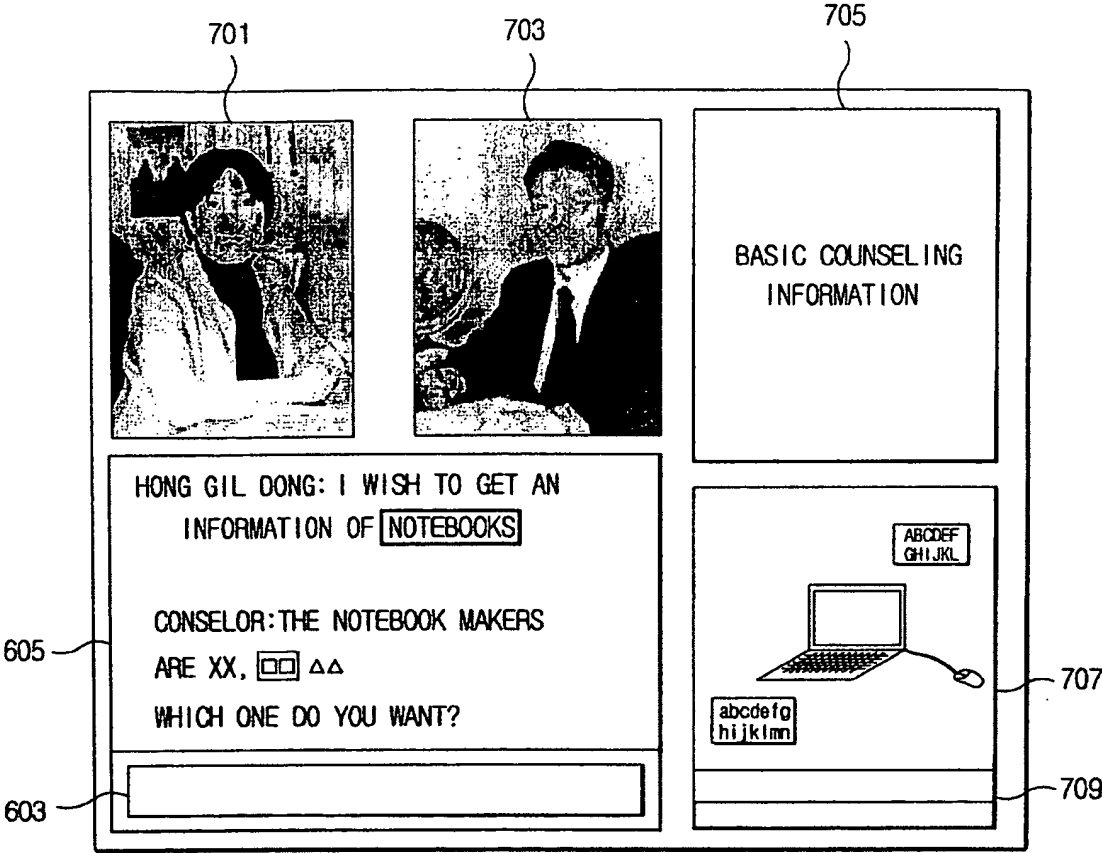 701
703
705
BASIC COUNSELING
INFORMATION
HONG GIL DONG: I WISH TO GET AN
INFORMATION OF NOTEBOOKS
CONSELOR:THE NOTEBOOK MAKERS
ARE XX, □□ △△
WHICH ONE DO YOU WANT?
605
603
ABCDEF
GHIJKL
abcdefg
hijklmn
707
709